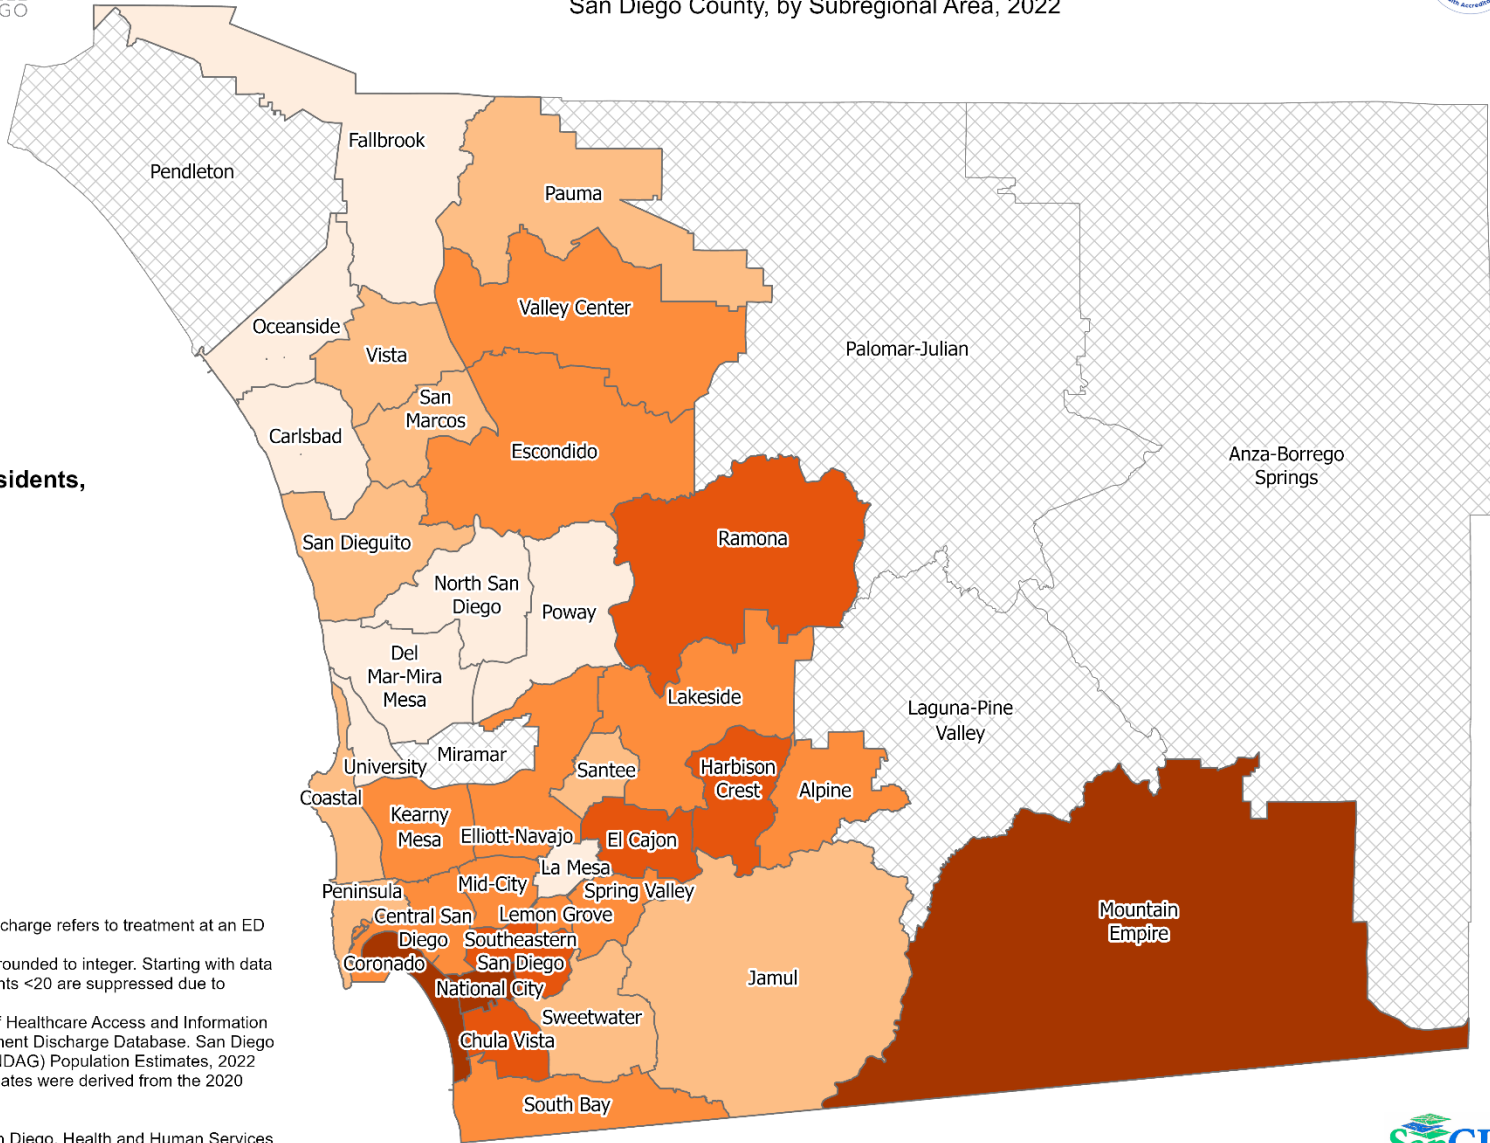 GO
San Diego County, by Subregional Area, 2022
Fallbrook
Pendleton
Pauma
Valley Center
Oceanside
Vista
Palomar-Julian
San
Marcos
Carlsbad
Escondido
Anza-Borrego
Springs
sidents,
Ramona
San Dieguito
North San
Diego
Poway
Del
Mar-Mira
Mesa
Lakeside
Laguna-Pine
Valley
Miramar
University
Santee
Harbison
Crest
Alpine
Coastal
Kearny
Mesa
Elliott-Navajo
El Cajon
La Mesa
Peninsula
Mid-City
Spring Valley
Central San
Diego
Lemon Grove
Mountain
Empire
Southeastern
San Diego
Coronado
National City
Jamul
Sweetwater
Chula Vista
South Bay
charge refers to treatment at an ED
rounded to integer. Starting with data
nts <20 are suppressed due to
f Healthcare Access and Information
nent Discharge Database. San Diego
NDAG) Population Estimates, 2022
ates were derived from the 2020
n Diego, Health and Human Services